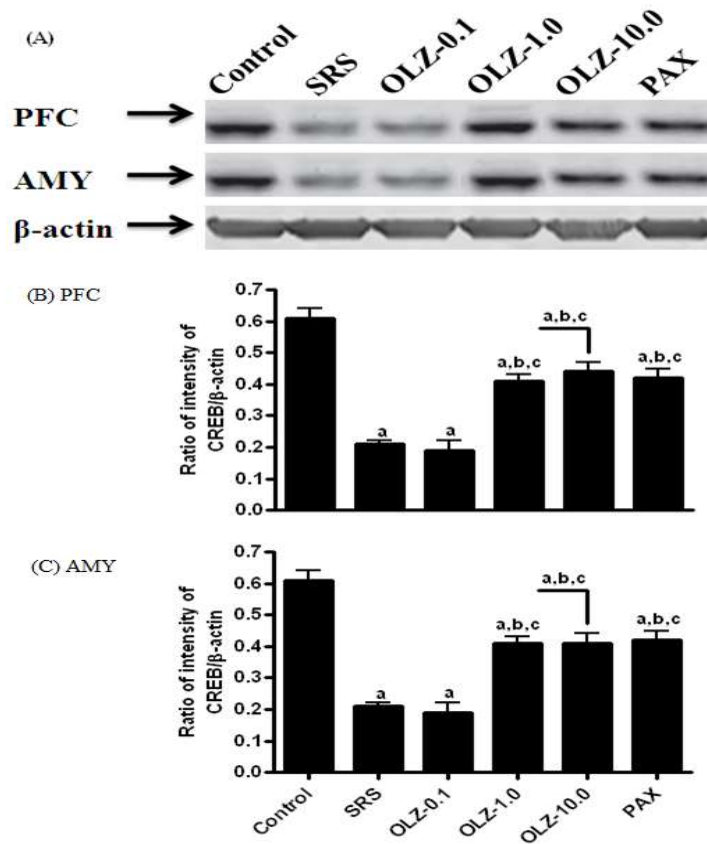 (A)
Control SRS OLZ-0.1 OLZ-1.0 OLZ-10.0 PAX
PFC
AMY
β-actin
(B) PFC
Ratio of intensity of
CREB/β-actin
0.7
0.6
0.5
0.4
0.3
0.2
0.1
0.0
a
a
a,b,c
a,b,c
a,b,c
(C) AMY
Ratio of intensity of
CREB/β-actin
0.7
0.6
0.5
0.4
0.3
0.2
0.1
0.0
a
a
a,b,c
a,b,c
a,b,c
Control SRS OLZ-0.1 OLZ-1.0 OLZ-10.0 PAX